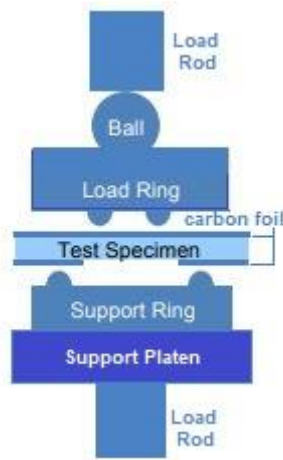 Load
Rod
Ball
Load Ring
carbon foil
Test Specimen
Support Ring
Support Platen
Load
Rod